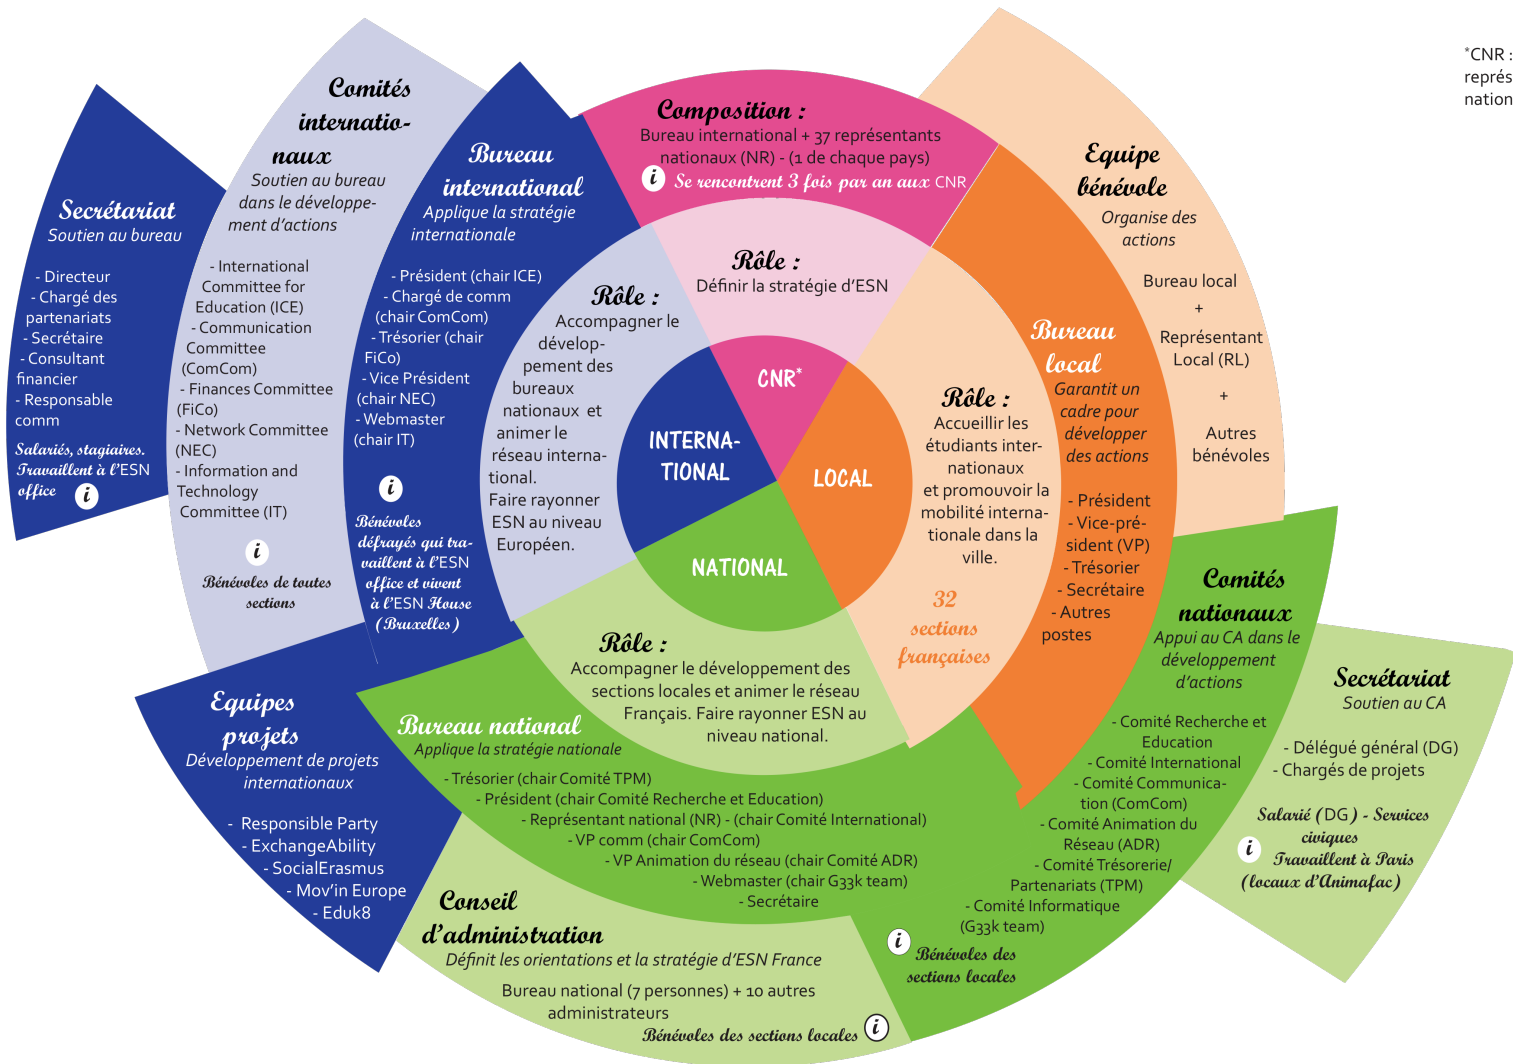 *CNR :
représ
nation
CNR*
INTERNA-
TIONAL
LOCAL
NATIONAL
Composition :
Bureau international + 37 représentants
nationaux (NR) - (1 de chaque pays)
i Se rencontrent 3 fois par an aux CNR
Rôle :
Définir la stratégie d'ESN
Rôle :
Accompagner le
dévelop-
pement des
bureaux
nationaux et
animer le
réseau interna-
tional.
Faire rayonner
ESN au niveau
Européen.
Bureau
international
Applique la stratégie
internationale
- Président (chair ICE)
- Chargé de comm
(chair ComCom)
- Trésorier (chair
FiCo)
- Vice Président
(chair NEC)
- Webmaster
(chair IT)
i
Bénévoles
défrayés qui tra-
vaillent à l'ESN
office et vivent
à l'ESN House
(Bruxelles)
Comités
internatio-
naux
Soutien au bureau
dans le développe-
ment d'actions
- International
Committee for
Education (ICE)
- Communication
Committee
(ComCom)
- Finances Committee
(FiCo)
- Network Committee
(NEC)
- Information and
Technology
Committee (IT)
i
Bénévoles de toutes
sections
Secrétariat
Soutien au bureau
- Directeur
- Chargé des
partenariats
- Secrétaire
- Consultant
financier
- Responsable
comm
Salariés, stagiaires.
Travaillent à l'ESN
office i
Equipes
projets
Développement de projets
internationaux
- Responsible Party
- ExchangeAbility
- SocialErasmus
- Mov'in Europe
- Eduk8
Rôle :
Accueillir les
étudiants inter-
nationaux
et promouvoir la
mobilité interna-
tionale dans la
ville.
32
sections
françaises
Bureau
local
Garantit un
cadre pour
développer
des actions
- Président
- Vice-pré-
sident (VP)
- Trésorier
- Secrétaire
- Autres
postes
Equipe
bénévole
Organise des
actions
Bureau local
+
Représentant
Local (RL)
+
Autres
bénévoles
Rôle :
Accompagner le développement des
sections locales et animer le réseau
Français. Faire rayonner ESN au
niveau national.
Bureau national
Applique la stratégie nationale
- Trésorier (chair Comité TPM)
- Président (chair Comité Recherche et Education)
- Représentant national (NR) - (chair Comité International)
- VP comm (chair ComCom)
- VP Animation du réseau (chair Comité ADR)
- Webmaster (chair G33k team)
- Secrétaire
Conseil
d'administration
Définit les orientations et la stratégie d'ESN France
Bureau national (7 personnes) + 10 autres
administrateurs
Bénévoles des sections locales i
Comités
nationaux
Appui au CA dans le
développement
d'actions
- Comité Recherche et
Education
- Comité International
- Comité Communica-
tion (ComCom)
- Comité Animation du
Réseau (ADR)
- Comité Trésorerie/
Partenariats (TPM)
- Comité Informatique
(G33k team)
i Bénévoles des
sections locales
Secrétariat
Soutien au CA
- Délégué général (DG)
- Chargés de projets
Salarié (DG) - Services
civiques
i Travaillent à Paris
(locaux d'Animafac)